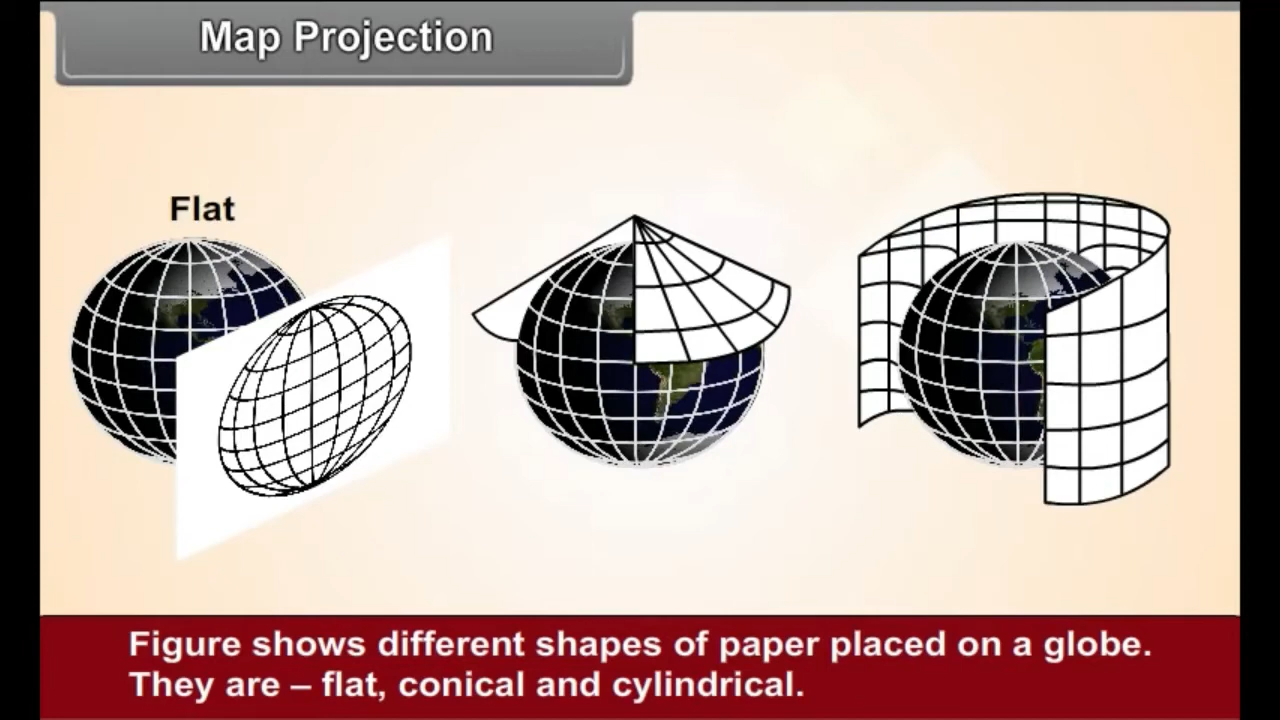 Map Projection
Flat
Figure shows different shapes of paper placed on a globe.
They are – flat, conical and cylindrical.